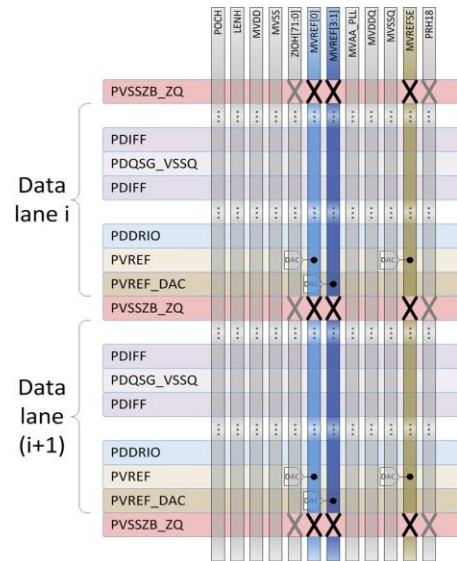 POCH
LENH
MVDD
MVSS
ZIOH[71:0]
MVREF[0]
MVREF[3:1]
MVAA_PLL
MVDDQ
MVSSQ
MVREFSE
PRH18
PVSSZB_ZQ
Data
lane i
PDIFF
PDQSG_VSSQ
PDIFF
PDDRIO
PVREF
DAC
DAC
PVREF_DAC
DAC
PVSSZB_ZQ
Data
lane
(i+1)
PDIFF
PDQSG_VSSQ
PDIFF
PDDRIO
PVREF
DAC
DAC
PVREF_DAC
DAC
PVSSZB_ZQ